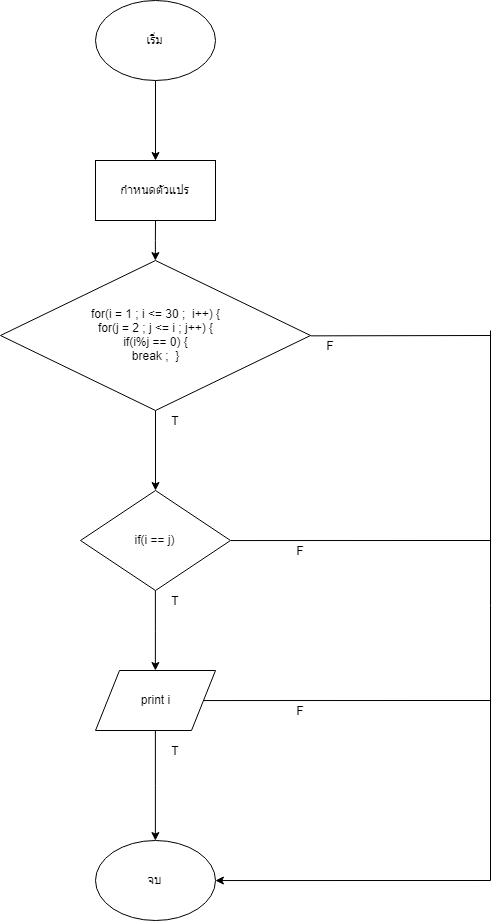 เริ่ม
กำหนดตัวแปร
for(i = 1 ; i <= 30 ;  i++) {
for(j = 2 ; j <= i ; j++) {
if(i%j == 0) {
break ;  }
F
T
if(i == j)
F
T
print i
F
T
จบ